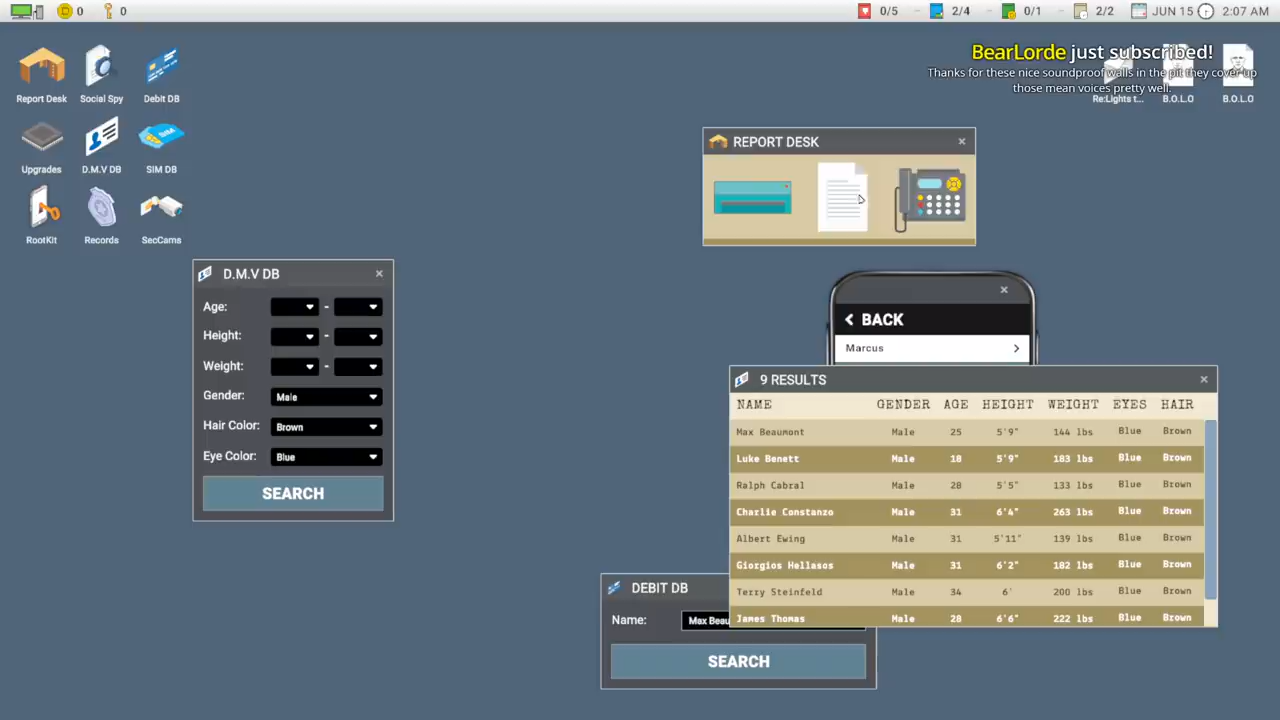 0
0
0/5
2/4
0/1
2/2
JUN 15
2:07 AM
BearLorde just subscribed!
Thanks for these nice soundproof walls in the pit they cover up
those mean voices pretty well.
Report Desk
Social Spy
Debit DB
Re:Lights t...
B.O.L.O
B.O.L.O
Upgrades
D.M.V DB
SIM DB
RootKit
Records
SecCams
REPORT DESK
D.M.V DB
Age: -
Height: -
Weight: -
Gender: Male
Hair Color: Brown
Eye Color: Blue
SEARCH
BACK
Marcus
9 RESULTS
NAME GENDER AGE HEIGHT WEIGHT EYES HAIR
Max Beaumont Male 25 5'9" 144 lbs Blue Brown
Luke Benett Male 18 5'9" 183 lbs Blue Brown
Ralph Cabral Male 28 5'5" 133 lbs Blue Brown
Charlie Constanzo Male 31 6'4" 263 lbs Blue Brown
Albert Ewing Male 31 5'11" 139 lbs Blue Brown
Giorgios Hellasos Male 31 6'2" 182 lbs Blue Brown
Terry Steinfeld Male 34 6' 200 lbs Blue Brown
James Thomas Male 28 6'6" 222 lbs Blue Brown
DEBIT DB
Name: Max Beau
SEARCH